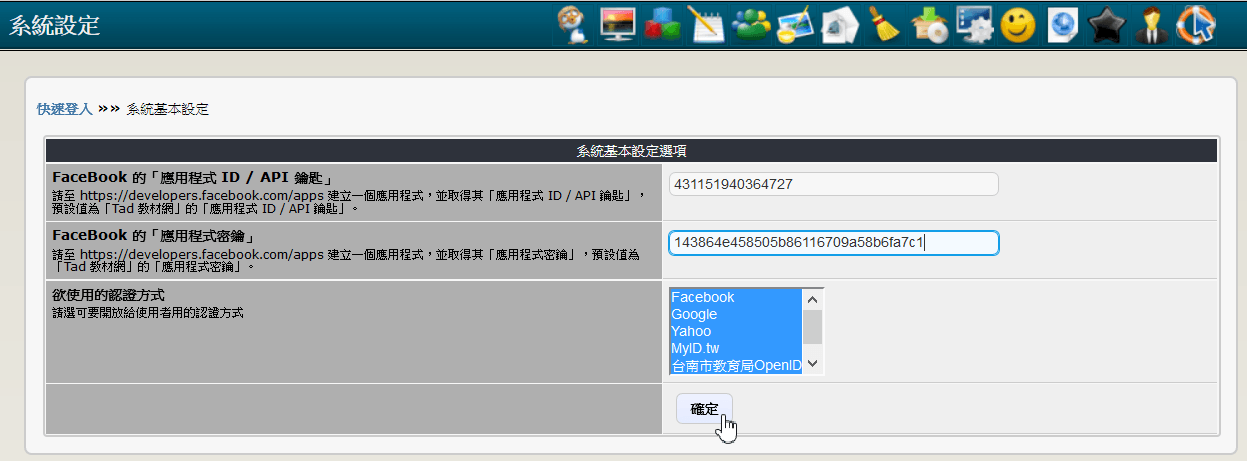 系統設定
快速登入 »» 系統基本設定
系統基本設定選項
FaceBook 的「應用程式 ID / API 鑰匙」
請至 https://developers.facebook.com/apps 建立一個應用程式，並取得其「應用程式 ID / API 鑰匙」，
預設值為「Tad 教材網」的「應用程式 ID / API 鑰匙」。
431151940364727
FaceBook 的「應用程式密鑰」
請至 https://developers.facebook.com/apps 建立一個應用程式，並取得其「應用程式密鑰」，預設值為
「Tad 教材網」的「應用程式密鑰」。
143864e458505b86116709a58b6fa7c1
欲使用的認證方式
請選可要開放給使用者用的認證方式
Facebook
Google
Yahoo
MyID.tw
台南市教育局OpenID
確定